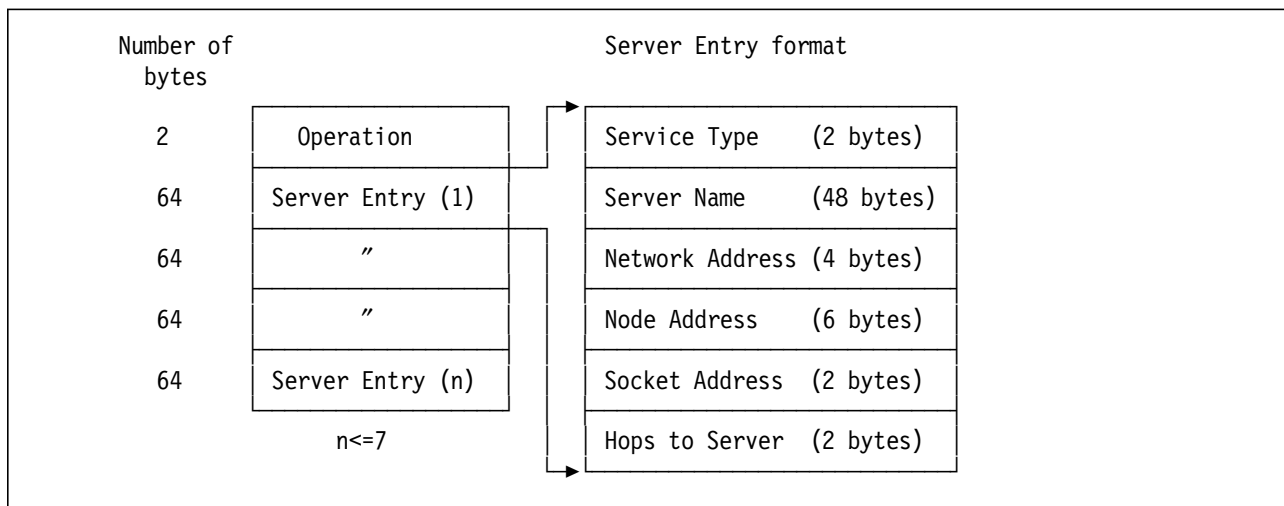 Number of Server Entry format
bytes
2 Operation Service Type (2 bytes)
64 Server Entry (1) Server Name (48 bytes)
64 " Network Address (4 bytes)
64 " Node Address (6 bytes)
64 Server Entry (n) Socket Address (2 bytes)
n<=7 Hops to Server (2 bytes)